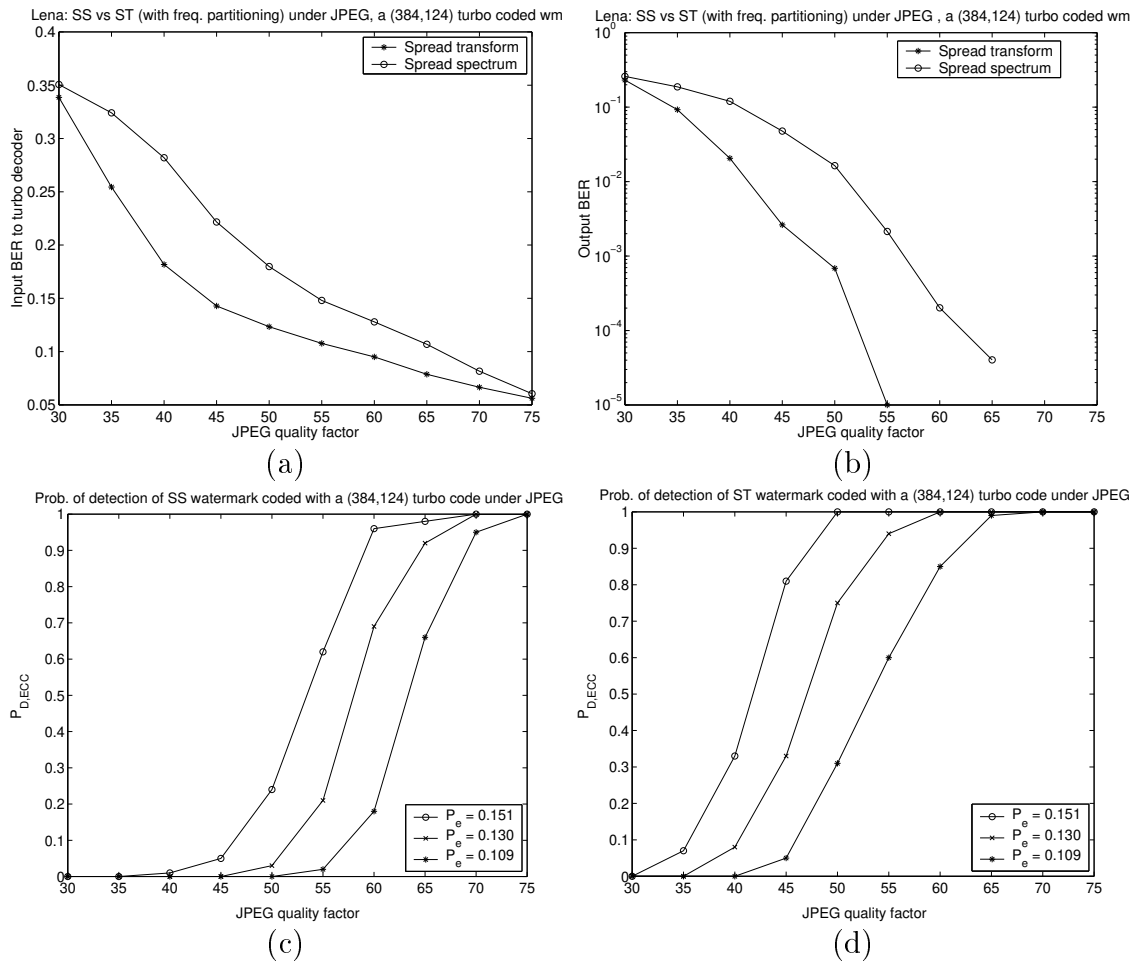 Lena: SS vs ST (with freq. partitioning) under JPEG, a (384,124) turbo coded wm
0.4
0.35
0.3
0.25
0.2
0.15
0.1
0.05
Input BER to turbo decoder
Spread transform
Spread spectrum
30 35 40 45 50 55 60 65 70 75
JPEG quality factor
(a)
Lena: SS vs ST (with freq. partitioning) under JPEG , a (384,124) turbo coded wm
10^0
10^-1
10^-2
10^-3
10^-4
10^-5
Output BER
Spread transform
Spread spectrum
30 35 40 45 50 55 60 65 70 75
JPEG quality factor
(b)
Prob. of detection of SS watermark coded with a (384,124) turbo code under JPEG
1
0.9
0.8
0.7
0.6
0.5
0.4
0.3
0.2
0.1
0
P_D,ECC
P_e = 0.151
P_e = 0.130
P_e = 0.109
30 35 40 45 50 55 60 65 70 75
JPEG quality factor
(c)
Prob. of detection of ST watermark coded with a (384,124) turbo code under JPEG
1
0.9
0.8
0.7
0.6
0.5
0.4
0.3
0.2
0.1
0
P_D,ECC
P_e = 0.151
P_e = 0.130
P_e = 0.109
30 35 40 45 50 55 60 65 70 75
JPEG quality factor
(d)